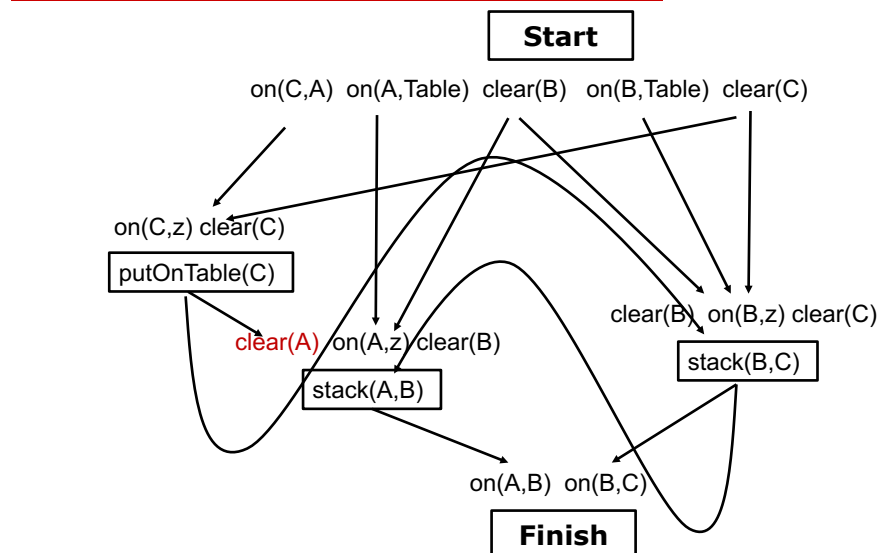 Start
on(C,A) on(A,Table) clear(B) on(B,Table) clear(C)
on(C,z) clear(C)
putOnTable(C)
clear(B) on(B,z) clear(C)
clear(A) on(A,z) clear(B)
stack(B,C)
stack(A,B)
on(A,B) on(B,C)
Finish